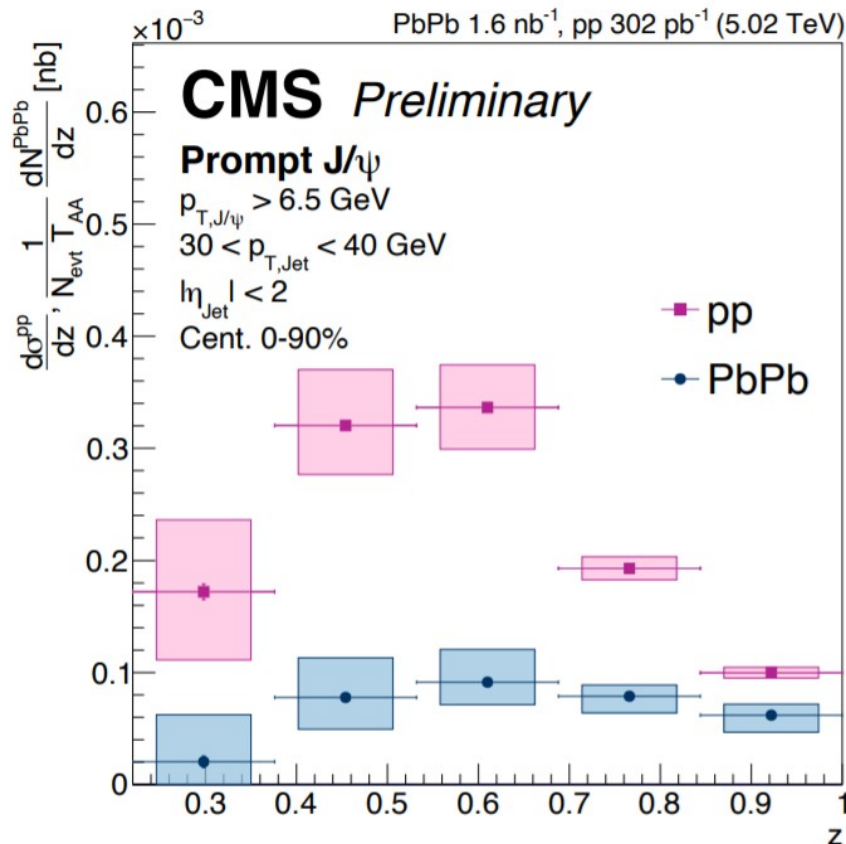 ×10⁻³
PbPb 1.6 nb⁻¹, pp 302 pb⁻¹ (5.02 TeV)
dσ^pp/dz, 1/(N_evt T_AA) dN^PbPb/dz [nb]
CMS Preliminary
Prompt J/ψ
p_T,J/ψ > 6.5 GeV
30 < p_T,Jet < 40 GeV
|η_Jet| < 2
Cent. 0-90%
pp
PbPb
0.6
0.5
0.4
0.3
0.2
0.1
0
0.3 0.4 0.5 0.6 0.7 0.8 0.9 1
z